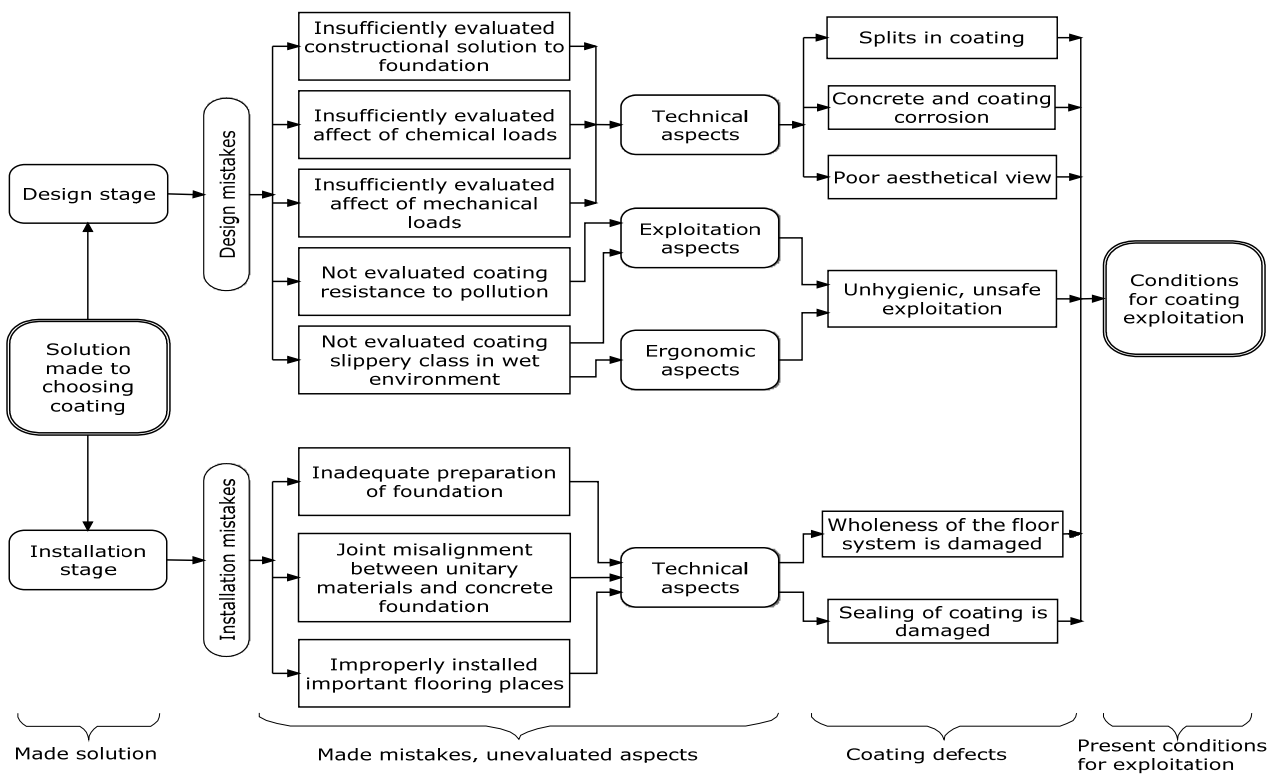 Insufficiently evaluated
constructional solution to
foundation
Splits in coating
Insufficiently evaluated
affect of chemical loads
Technical
aspects
Concrete and coating
corrosion
Design stage
Design mistakes
Insufficiently evaluated
affect of mechanical
loads
Poor aesthetical view
Exploitation
aspects
Not evaluated coating
resistance to pollution
Unhygienic, unsafe
exploitation
Conditions
for coating
exploitation
Solution
made to
choosing
coating
Not evaluated coating
slippery class in wet
environment
Ergonomic
aspects
Inadequate preparation
of foundation
Installation
stage
Installation mistakes
Joint misalignment
between unitary
materials and concrete
foundation
Technical
aspects
Wholeness of the floor
system is damaged
Sealing of coating is
damaged
Improperly installed
important flooring places
Made solution
Made mistakes, unevaluated aspects
Coating defects
Present conditions
for exploitation